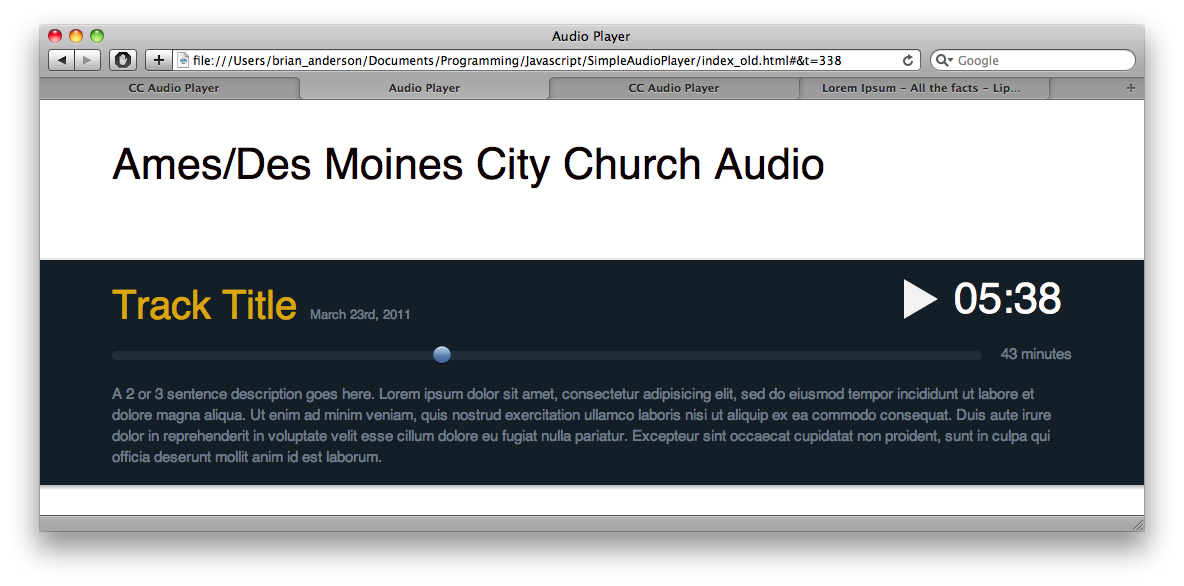 Audio Player
file:///Users/brian_anderson/Documents/Programming/Javascript/SimpleAudioPlayer/index_old.html#&t=338
Google
CC Audio Player
Audio Player
CC Audio Player
Lorem Ipsum – All the facts – Lip...
Ames/Des Moines City Church Audio
Track Title March 23rd, 2011
05:38
43 minutes
A 2 or 3 sentence description goes here. Lorem ipsum dolor sit amet, consectetur adipisicing elit, sed do eiusmod tempor incididunt ut labore et
dolore magna aliqua. Ut enim ad minim veniam, quis nostrud exercitation ullamco laboris nisi ut aliquip ex ea commodo consequat. Duis aute irure
dolor in reprehenderit in voluptate velit esse cillum dolore eu fugiat nulla pariatur. Excepteur sint occaecat cupidatat non proident, sunt in culpa qui
officia deserunt mollit anim id est laborum.